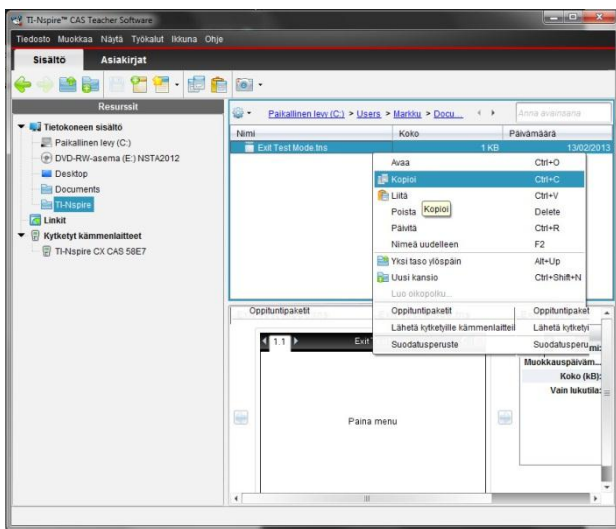 TI-Nspire™ CAS Teacher Software
Tiedosto Muokkaa Näytä Työkalut Ikkuna Ohje
Sisältö Asiakirjat
Resurssit
Tietokoneen sisältö
Paikallinen levy (C:)
DVD-RW-asema (E:) NSTA2012
Desktop
Documents
TI-Nspire
Linkit
Kytketyt kämmenlaitteet
TI-Nspire CX CAS 58E7
Paikallinen levy (C:) > Users > Markku > Docu...
Anna avainsana
Nimi Koko Päivämäärä
Exit Test Mode.tns 1 KB 13/02/2013
Avaa Ctrl+O
Kopioi Ctrl+C
Liitä Ctrl+V
Poista Delete
Kopioi
Päivitä Ctrl+R
Nimeä uudelleen F2
Yksi taso ylöspäin Alt+Up
Uusi kansio Ctrl+Shift+N
Luo oikopolku...
Oppituntipaketit Oppituntipaket
Lähetä kytketyille kämmenlaitteil Lähetä kytketyi
Suodatusperuste Suodatusperu
Oppituntipaketit
1.1 Exit
mi:
Muokkauspäiväm...
Koko (kB):
Vain lukutila:
Paina menu